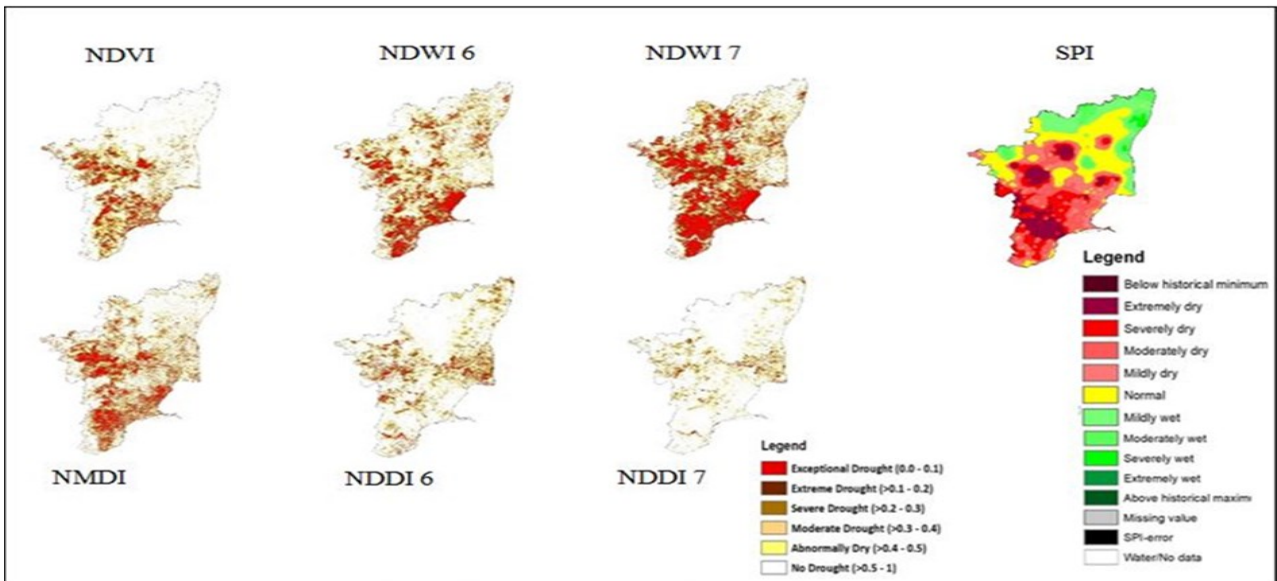 NDVI
NDWI 6
NDWI 7
SPI
NMDI
NDDI 6
NDDI 7
Legend
Exceptional Drought (0.0 - 0.1)
Extreme Drought (>0.1 - 0.2)
Severe Drought (>0.2 - 0.3)
Moderate Drought (>0.3 - 0.4)
Abnormally Dry (>0.4 - 0.5)
No Drought (>0.5 - 1)
Legend
Below historical minimum
Extremely dry
Severely dry
Moderately dry
Mildly dry
Normal
Mildly wet
Moderately wet
Severely wet
Extremely wet
Above historical maxim
Missing value
SPI-error
Water/No data